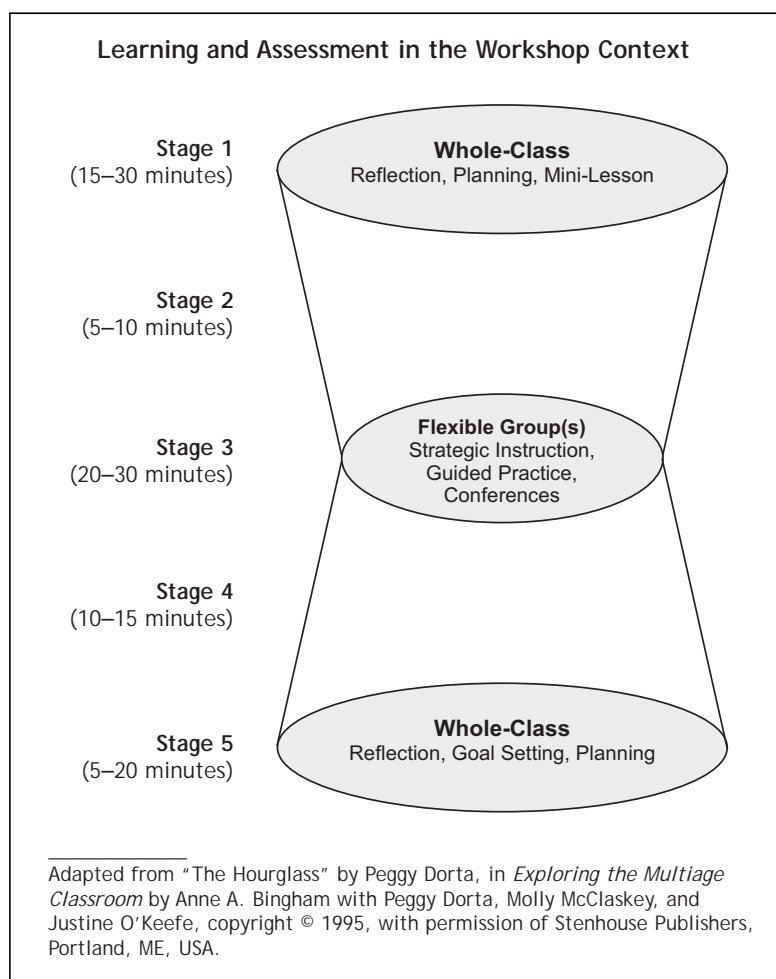 Learning and Assessment in the Workshop Context
Stage 1
(15–30 minutes)
Whole-Class
Reflection, Planning, Mini-Lesson
Stage 2
(5–10 minutes)
Stage 3
(20–30 minutes)
Flexible Group(s)
Strategic Instruction,
Guided Practice,
Conferences
Stage 4
(10–15 minutes)
Stage 5
(5–20 minutes)
Whole-Class
Reflection, Goal Setting, Planning
Adapted from "The Hourglass" by Peggy Dorta, in Exploring the Multiage
Classroom by Anne A. Bingham with Peggy Dorta, Molly McClaskey, and
Justine O'Keefe, copyright © 1995, with permission of Stenhouse Publishers,
Portland, ME, USA.